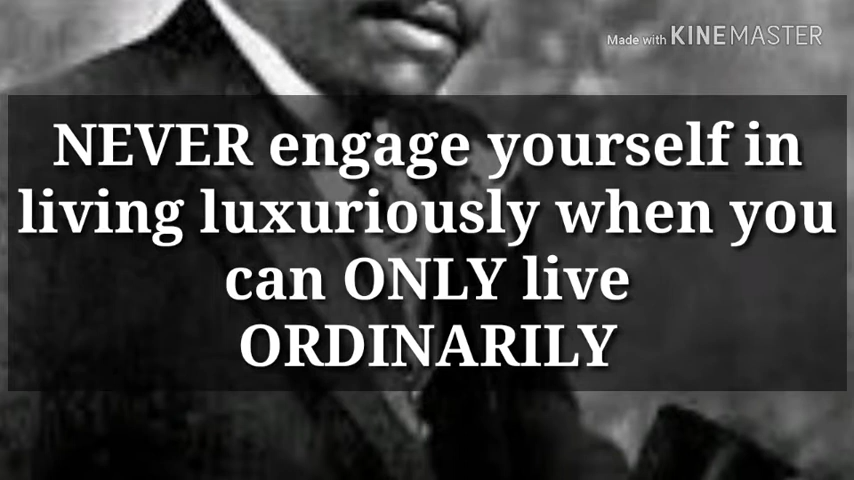 Made with KINEMASTER
NEVER engage yourself in
living luxuriously when you
can ONLY live
ORDINARILY